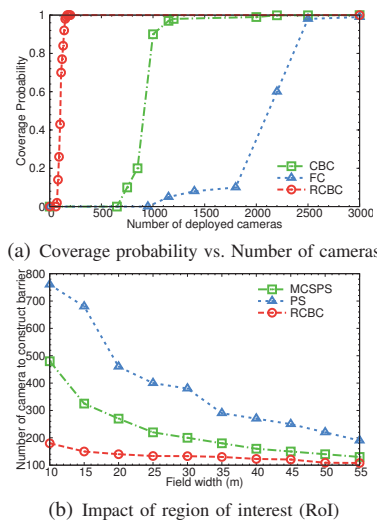 1
0.8
0.6
0.4
0.2
0
Coverage Probability
CBC
FC
RCBC
0 500 1000 1500 2000 2500 3000
Number of deployed cameras
(a) Coverage probability vs. Number of cameras
800
700
600
500
400
300
200
100
Number of camera to construct barrier
MCSPS
PS
RCBC
10 15 20 25 30 35 40 45 50 55
Field width (m)
(b) Impact of region of interest (RoI)